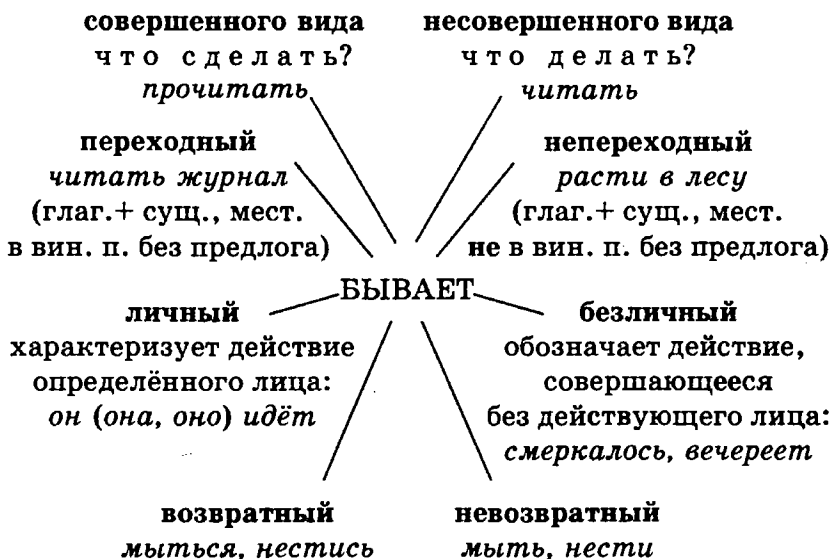 совершенного вида
что сделать?
прочитать
несовершенного вида
что делать?
читать
переходный
читать журнал
(глаг.+ сущ., мест.
в вин. п. без предлога)
непереходный
расти в лесу
(глаг.+ сущ., мест.
не в вин. п. без предлога)
БЫВАЕТ
личный
характеризует действие
определённого лица:
он (она, оно) идёт
безличный
обозначает действие,
совершающееся
без действующего лица:
смеркалось, вечереет
возвратный
мыться, нестись
невозвратный
мыть, нести